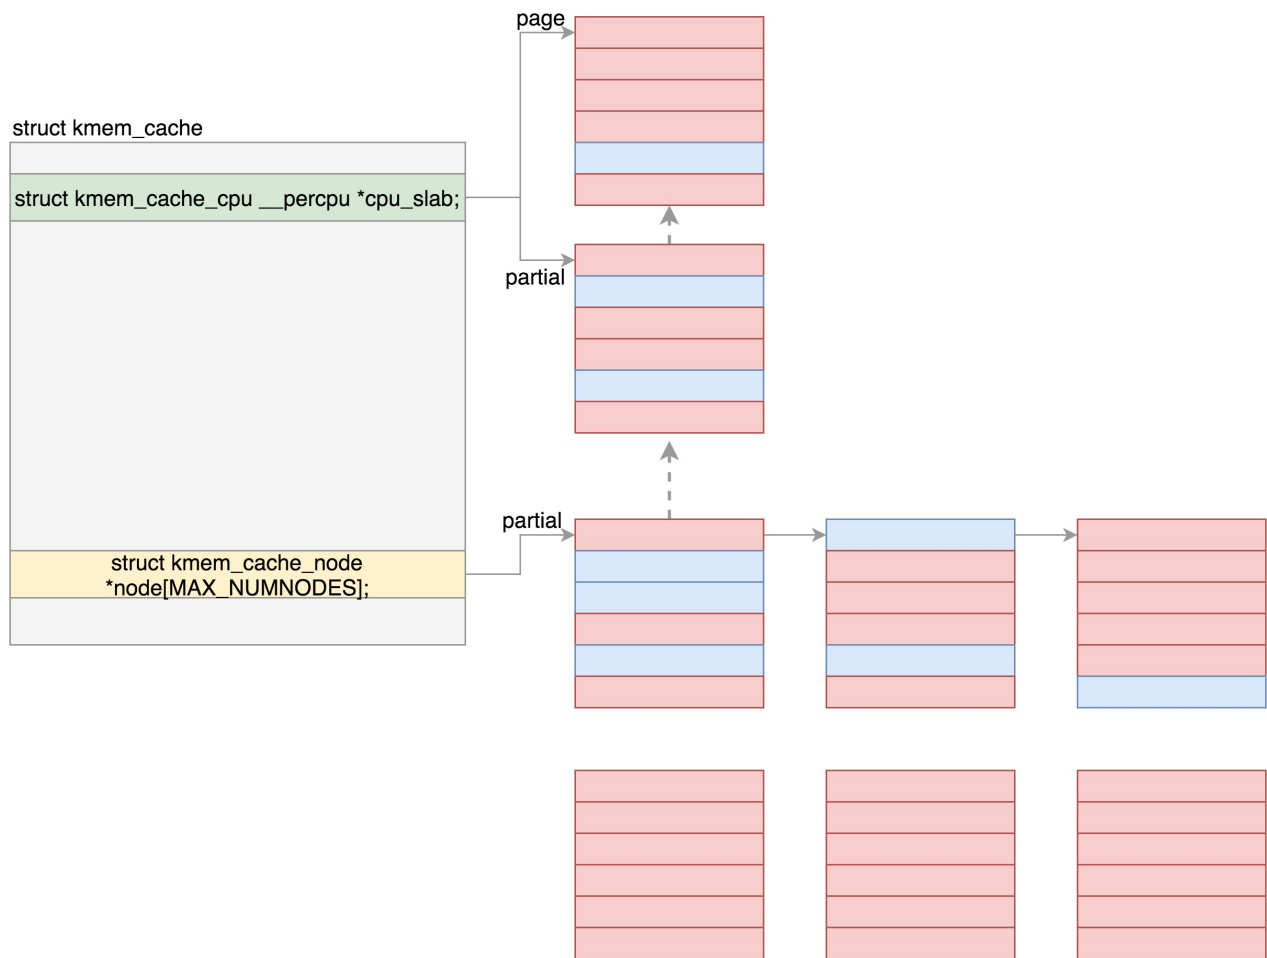 page
struct kmem_cache
struct kmem_cache_cpu __percpu *cpu_slab;
partial
partial
struct kmem_cache_node
*node[MAX_NUMNODES];